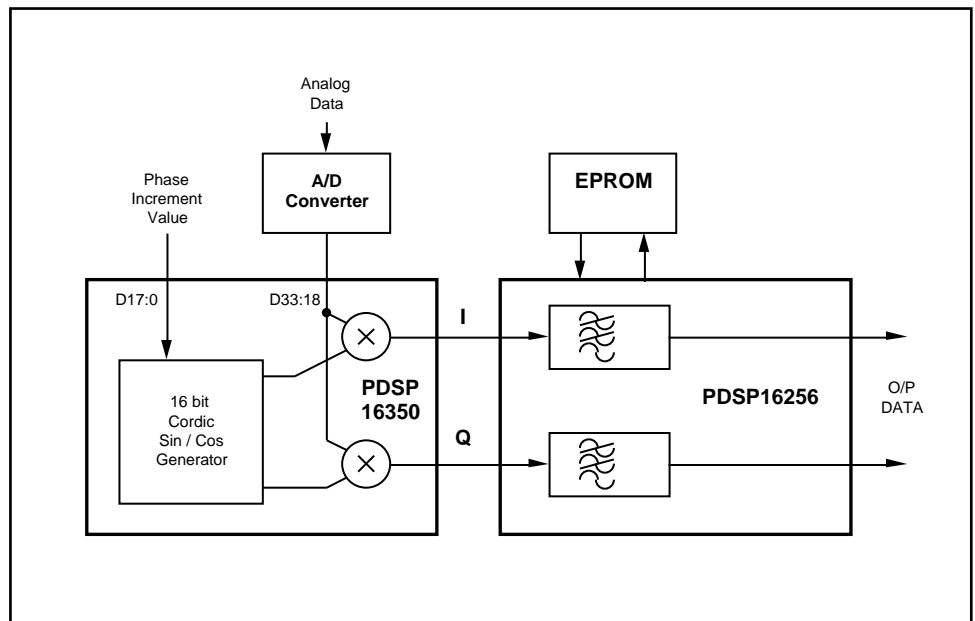 Analog
Data
A/D
Converter
EPROM
Phase
Increment
Value
D17:0
D33:18
I
16 bit
Cordic
Sin / Cos
Generator
PDSP
16350
Q
PDSP16256
O/P
DATA